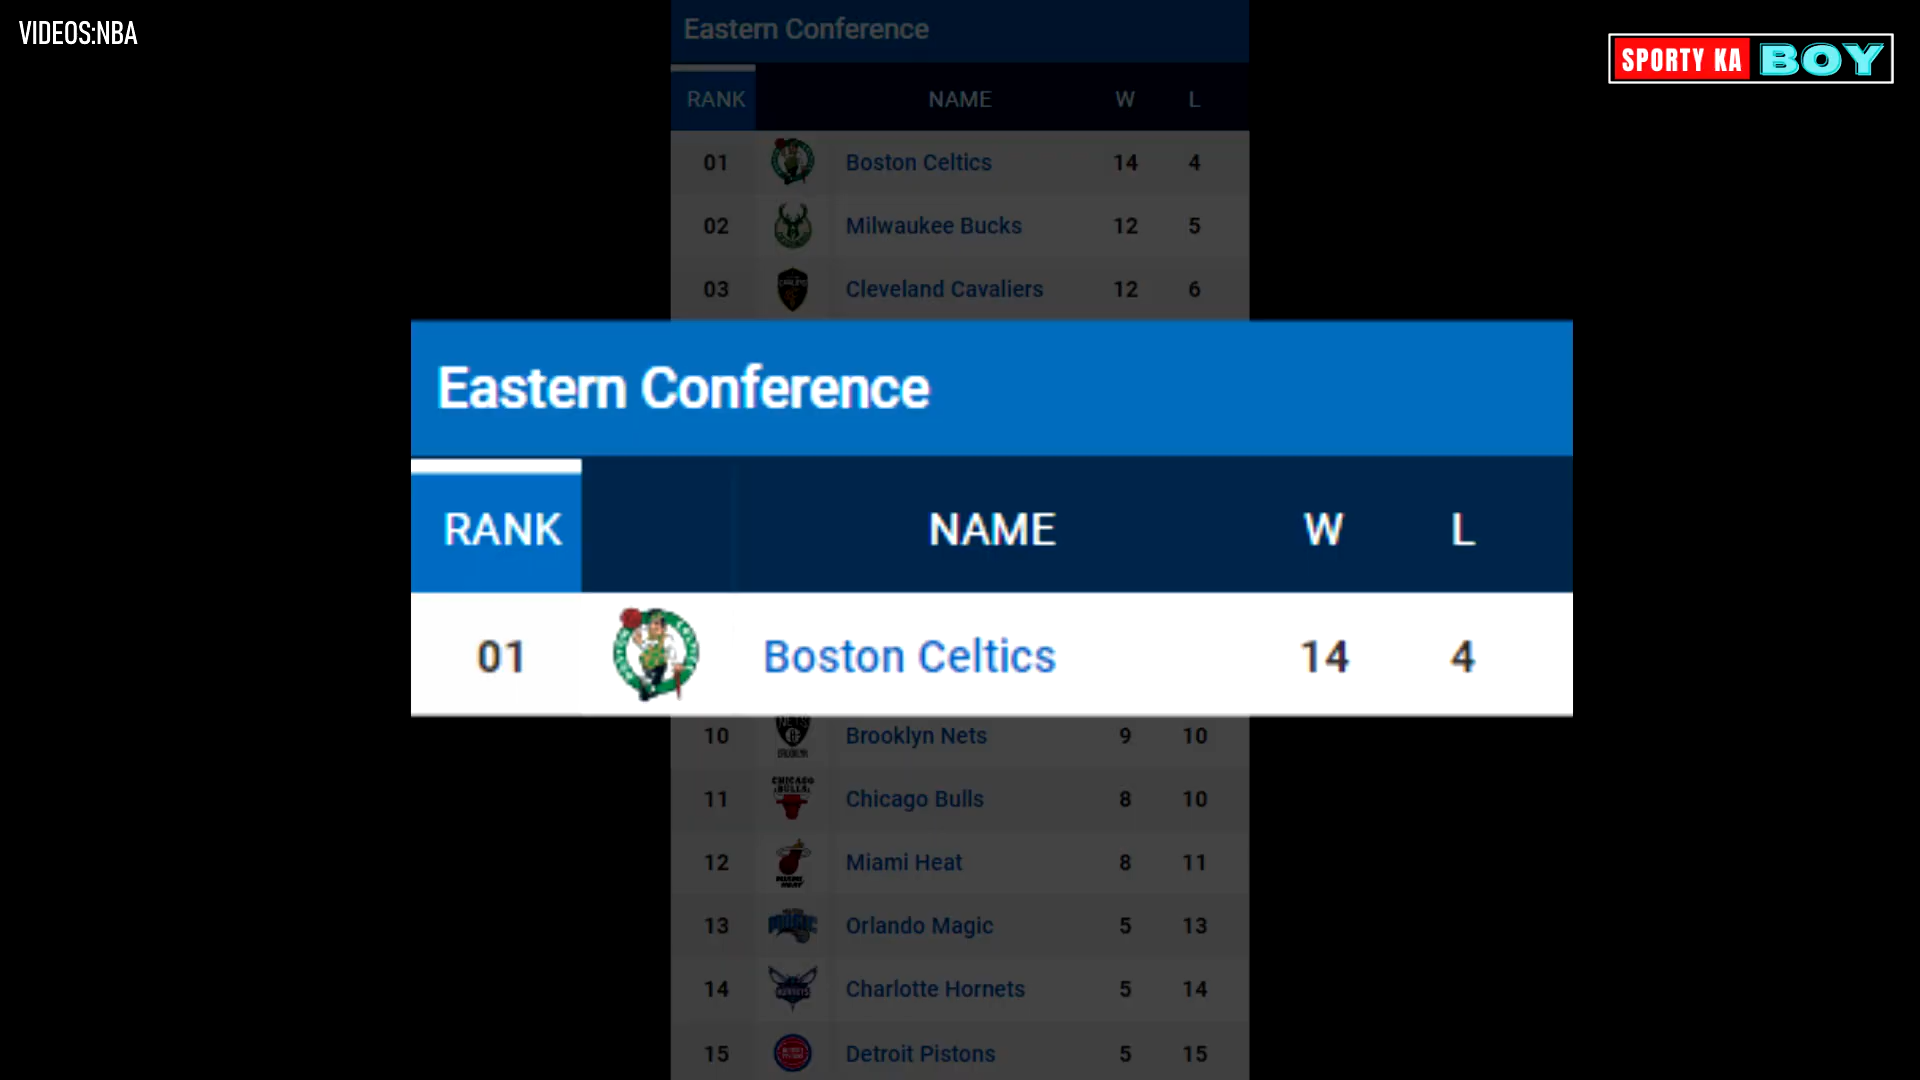 VIDEOS:NBA
SPORTY KA BOY
Eastern Conference
RANK NAME W L
01 Boston Celtics 14 4
02 Milwaukee Bucks 12 5
03 Cleveland Cavaliers 12 6
Eastern Conference
RANK NAME W L
01 Boston Celtics 14 4
10 Brooklyn Nets 9 10
11 Chicago Bulls 8 10
12 Miami Heat 8 11
13 Orlando Magic 5 13
14 Charlotte Hornets 5 14
15 Detroit Pistons 5 15